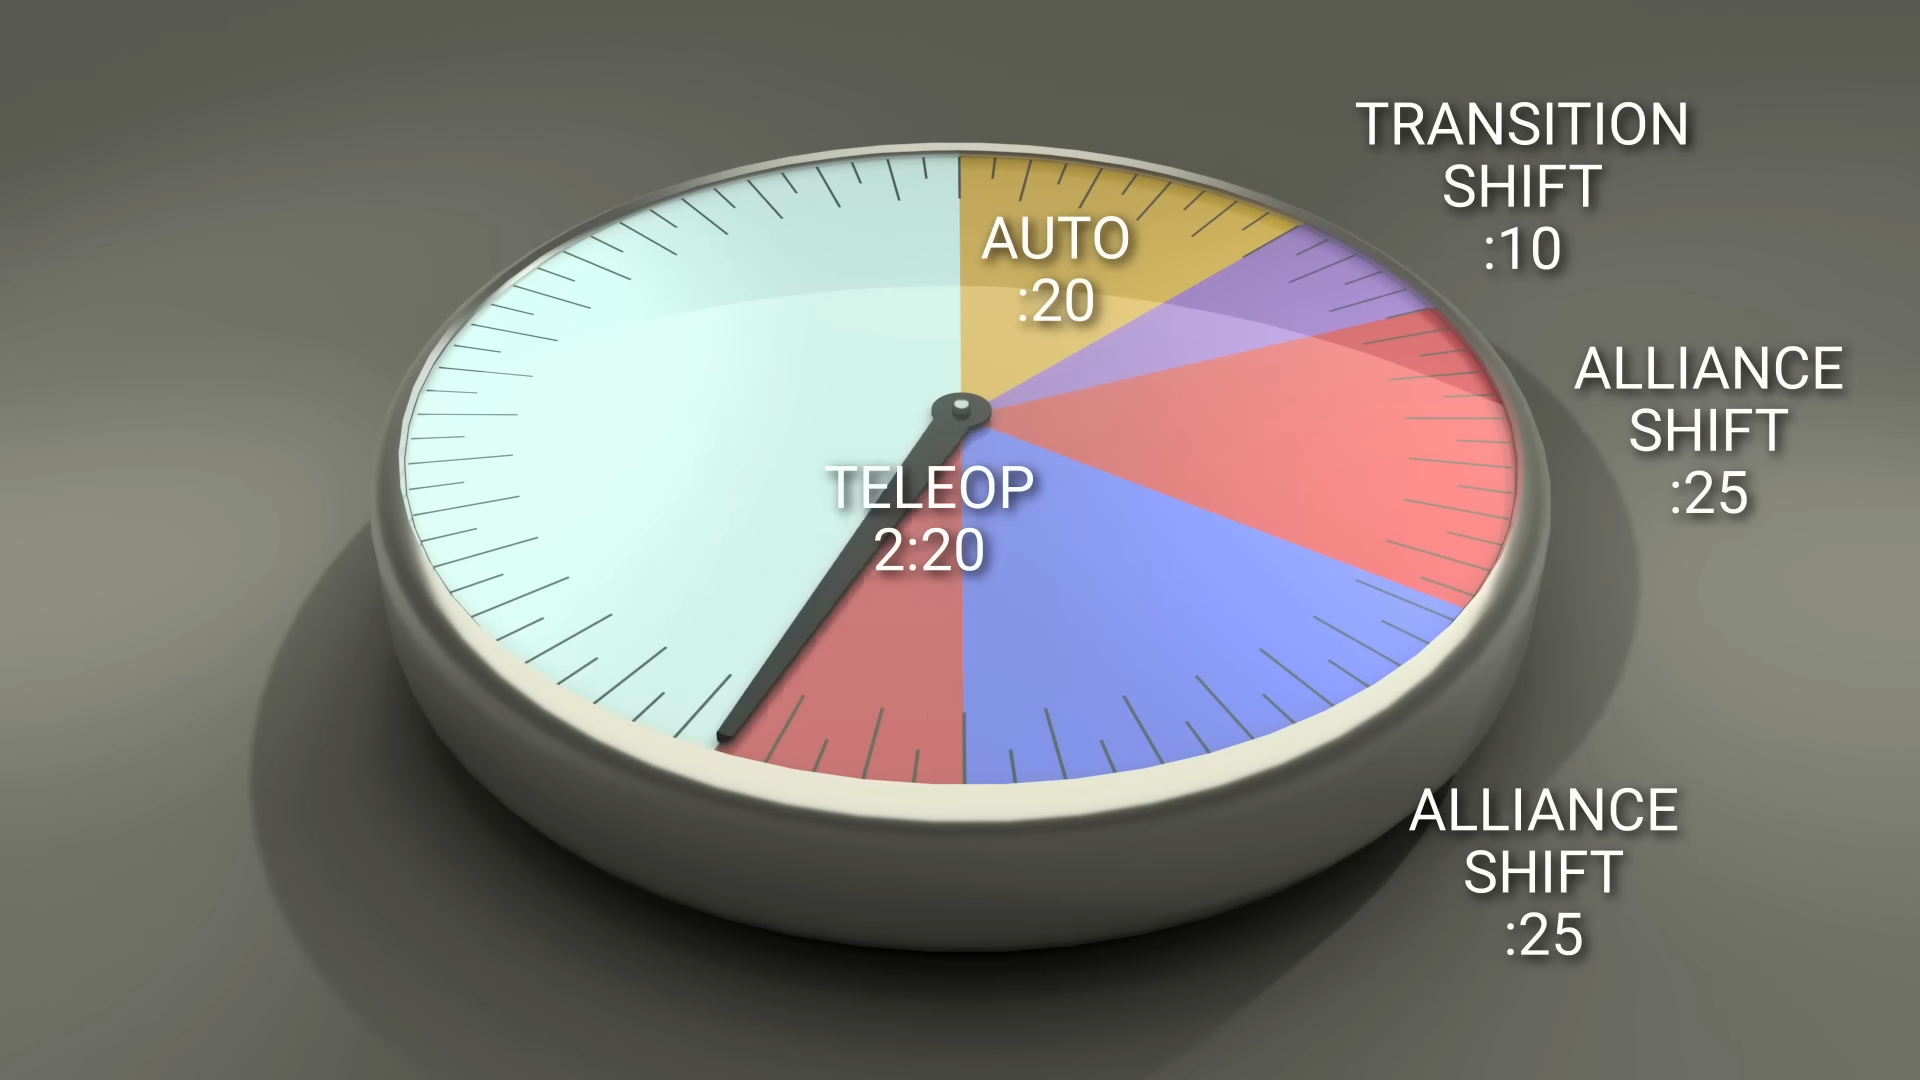 AUTO
:20
TRANSITION
SHIFT
:10
ALLIANCE
SHIFT
:25
TELEOP
2:20
ALLIANCE
SHIFT
:25